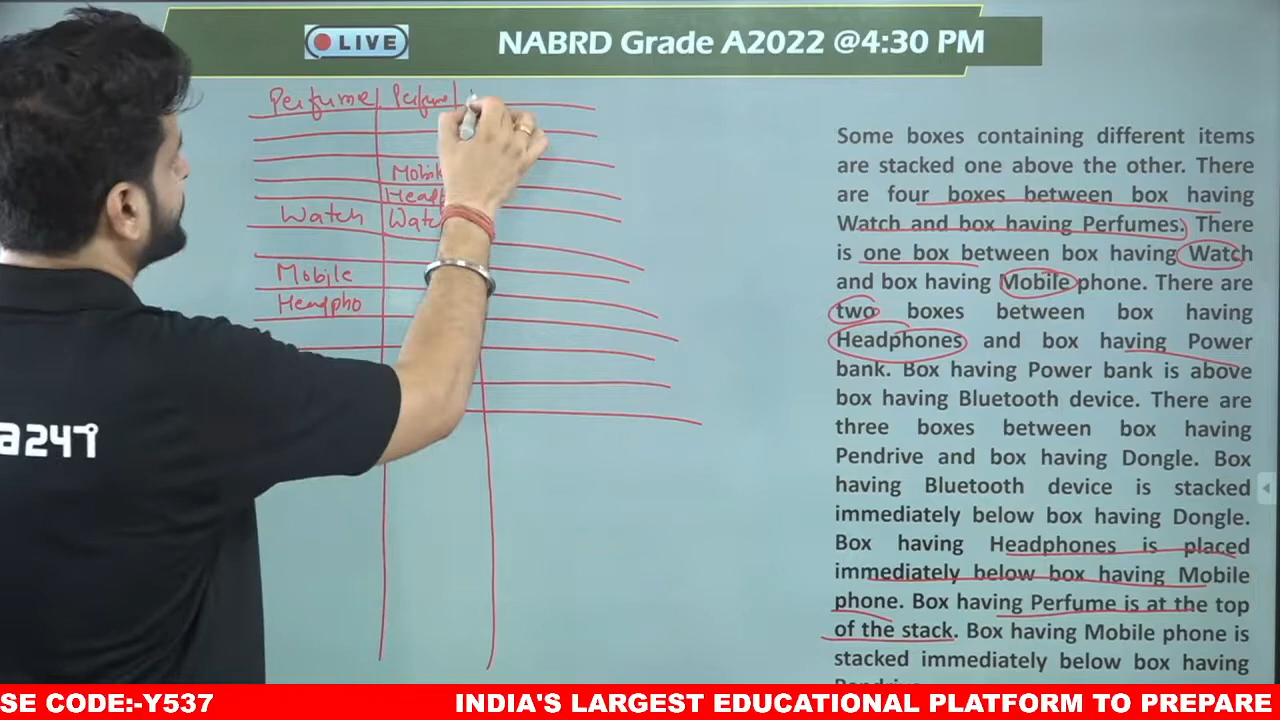 LIVE
NABRD Grade A2022 @4:30 PM
Perfume Perfume
Mobil
Headp
Watch Watc
Mobile
Headpho
Some boxes containing different items
are stacked one above the other. There
are four boxes between box having
Watch and box having Perfumes. There
is one box between box having Watch
and box having Mobile phone. There are
two boxes between box having
Headphones and box having Power
bank. Box having Power bank is above
box having Bluetooth device. There are
three boxes between box having
Pendrive and box having Dongle. Box
having Bluetooth device is stacked
immediately below box having Dongle.
Box having Headphones is placed
immediately below box having Mobile
phone. Box having Perfume is at the top
of the stack. Box having Mobile phone is
stacked immediately below box having
a247
SE CODE:-Y537
INDIA'S LARGEST EDUCATIONAL PLATFORM TO PREPARE